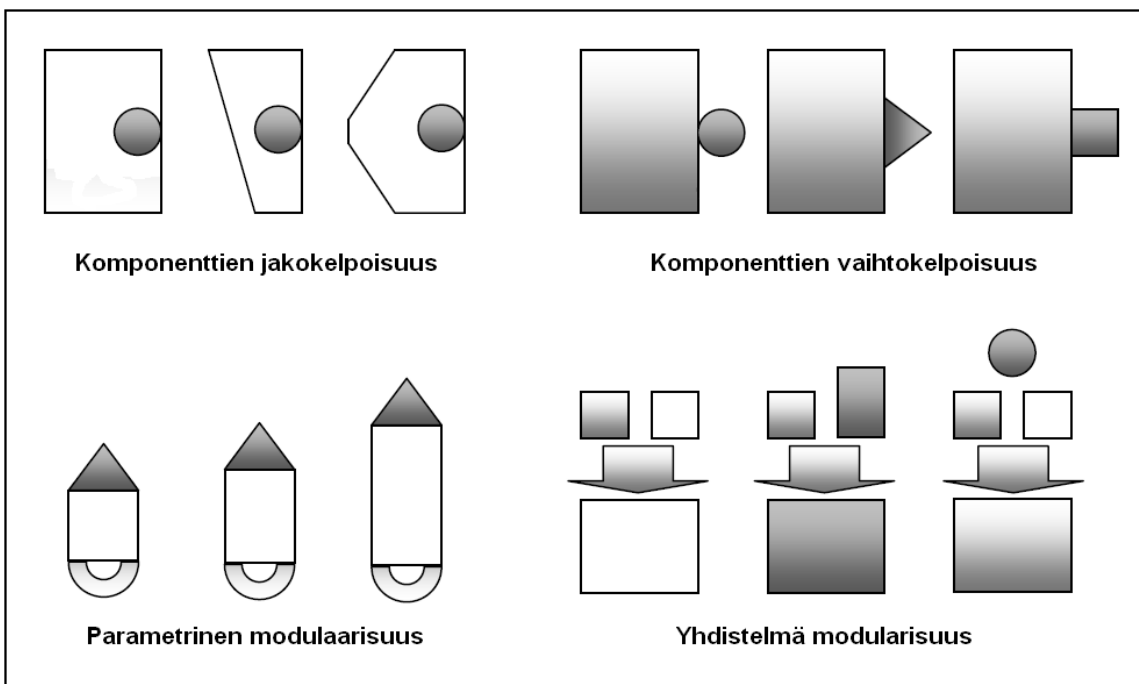 Komponenttien jakokelpoisuus
Komponenttien vaihtokelpoisuus
Parametrinen modulaarisuus
Yhdistelmä modularisuus